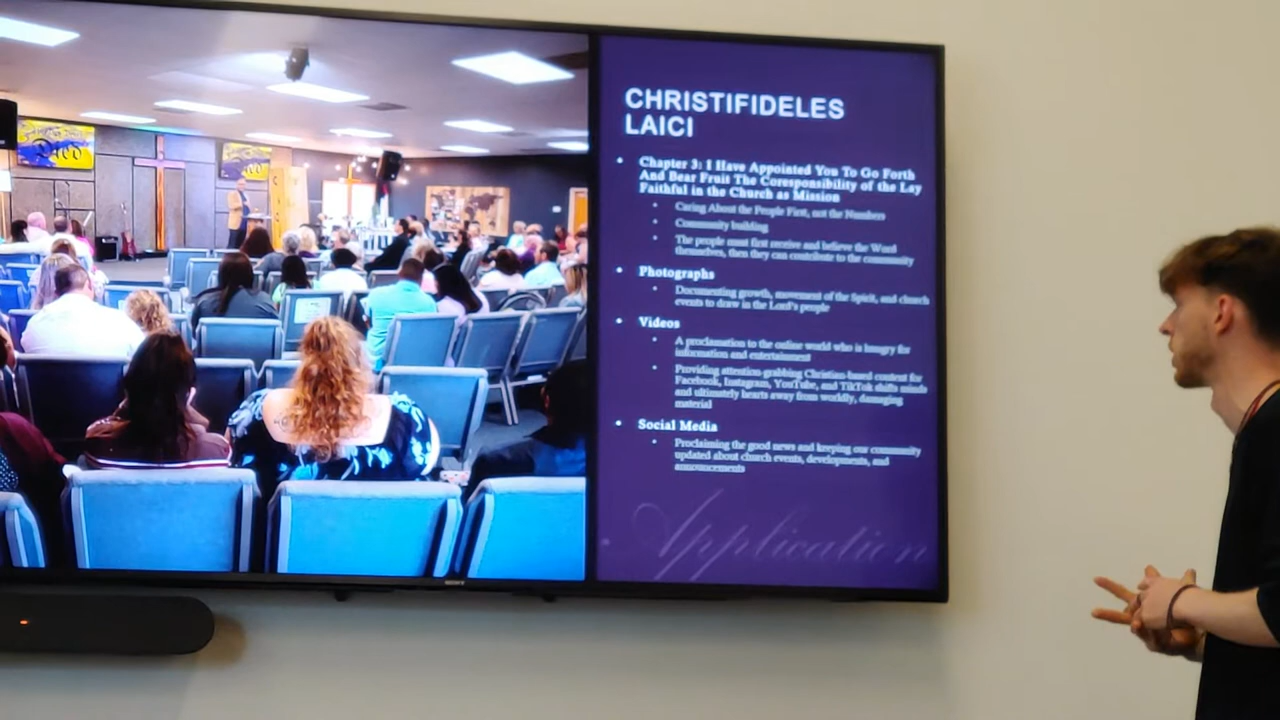 Died
CHRISTIFIDELES
LAICI
• Chapter 3: I Have Appointed You To Go Forth
And Bear Fruit The Coresponsibility of the Lay
Faithful in the Church as Mission
• Caring About the People First, not the Numbers
• Community building
• The people must first receive and believe the Word
themselves, then they can contribute to the community
• Photographs
• Documenting growth, movement of the Spirit, and church
events to draw in the Lord's people
• Videos
• A proclamation to the online world who is hungry for
information and entertainment
• Providing attention-grabbing Christian-based content for
Facebook, Instagram, YouTube, and TikTok shifts minds
and ultimately hearts away from worldly, damaging
material
• Social Media
• Proclaiming the good news and keeping our community
updated about church events, developments, and
announcements
Application
SONY